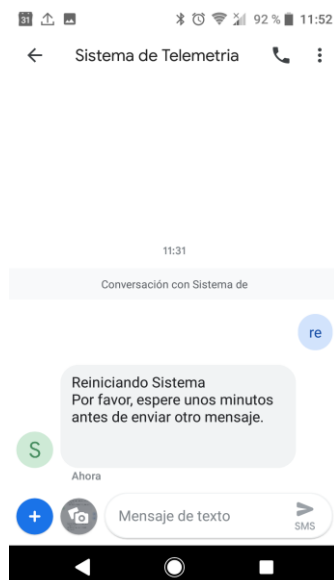 31 92 % 11:52
Sistema de Telemetria
11:31
Conversación con Sistema de
re
Reiniciando Sistema
Por favor, espere unos minutos
antes de enviar otro mensaje.
S
Ahora
Mensaje de texto
SMS